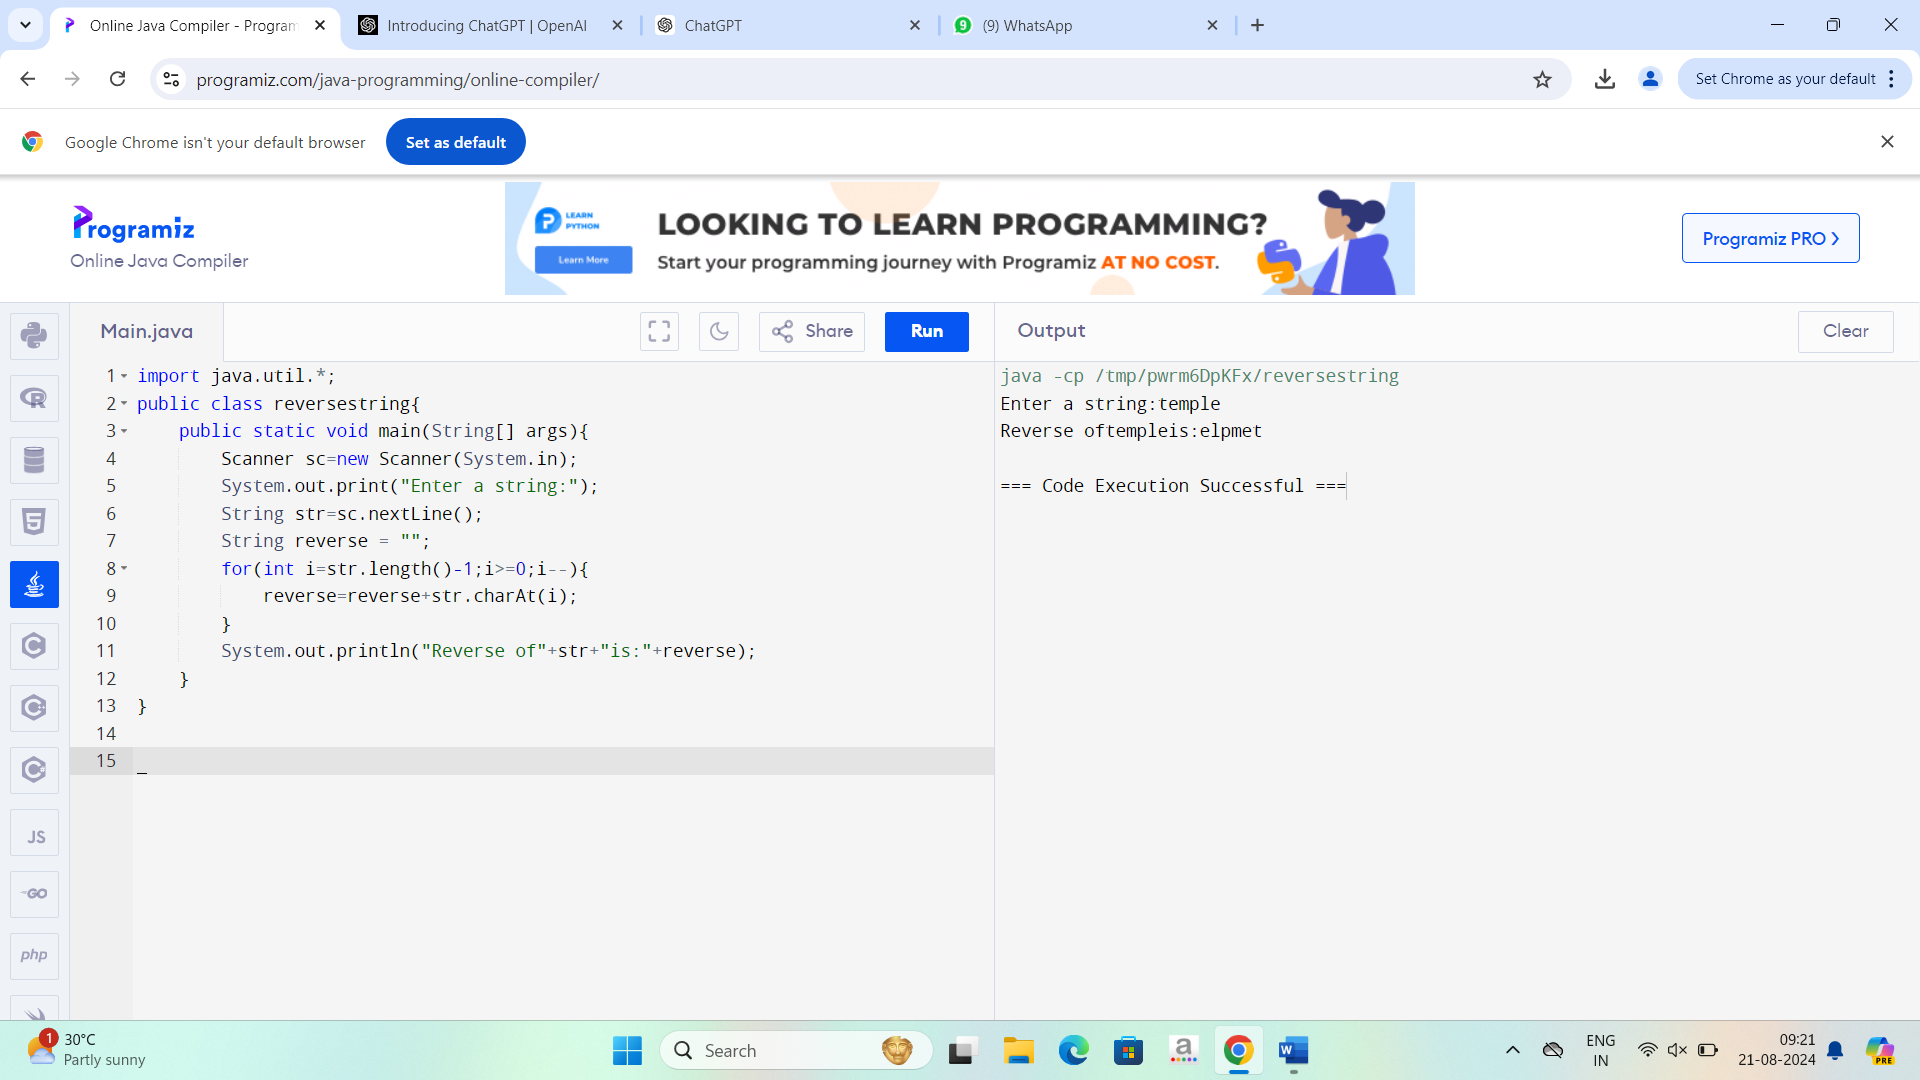 Online Java Compiler - Program
Introducing ChatGPT | OpenAI
ChatGPT
(9) WhatsApp
programiz.com/java-programming/online-compiler/
Set Chrome as your default
Google Chrome isn't your default browser
Set as default
Programiz
Online Java Compiler
LEARN
PYTHON
Learn More
LOOKING TO LEARN PROGRAMMING?
Start your programming journey with Programiz AT NO COST.
Programiz PRO
Main.java
Share
Run
Output
Clear
1 import java.util.*;
2 public class reversestring{
3     public static void main(String[] args){
4         Scanner sc=new Scanner(System.in);
5         System.out.print("Enter a string:");
6         String str=sc.nextLine();
7         String reverse = "";
8         for(int i=str.length()-1;i>=0;i--){
9             reverse=reverse+str.charAt(i);
10         }
11         System.out.println("Reverse of"+str+"is:"+reverse);
12     }
13 }
14
15
java -cp /tmp/pwrm6DpKFx/reversestring
Enter a string:temple
Reverse oftempleis:elpmet
=== Code Execution Successful ===
JS
GO
php
1
30°C
Partly sunny
Search
ENG
IN
09:21
21-08-2024
PRE